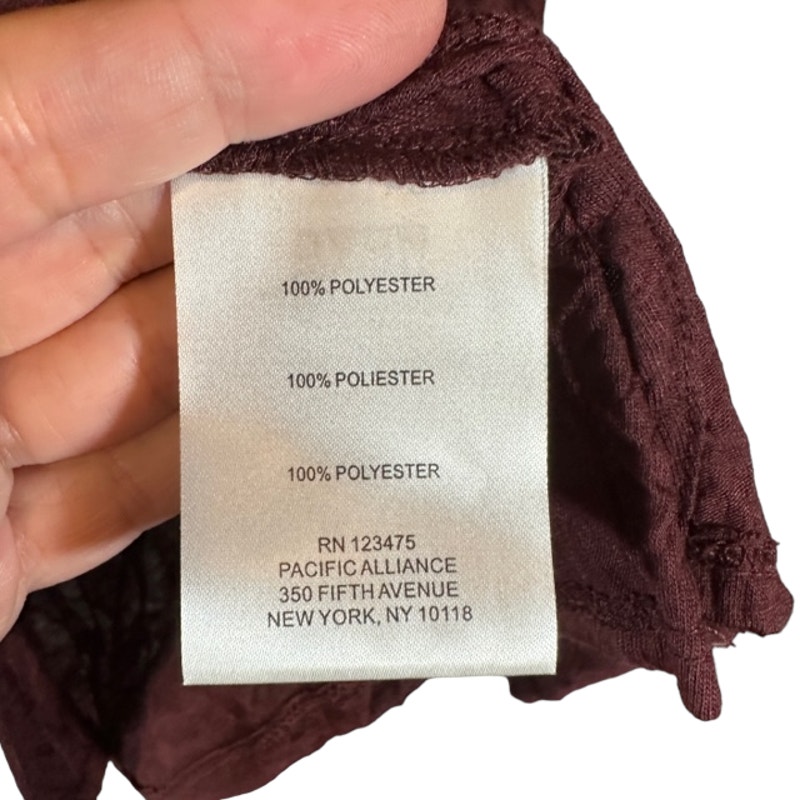 100% POLYESTER
100% POLIESTER
100% POLYESTER
RN 123475
PACIFIC ALLIANCE
350 FIFTH AVENUE
NEW YORK, NY 10118